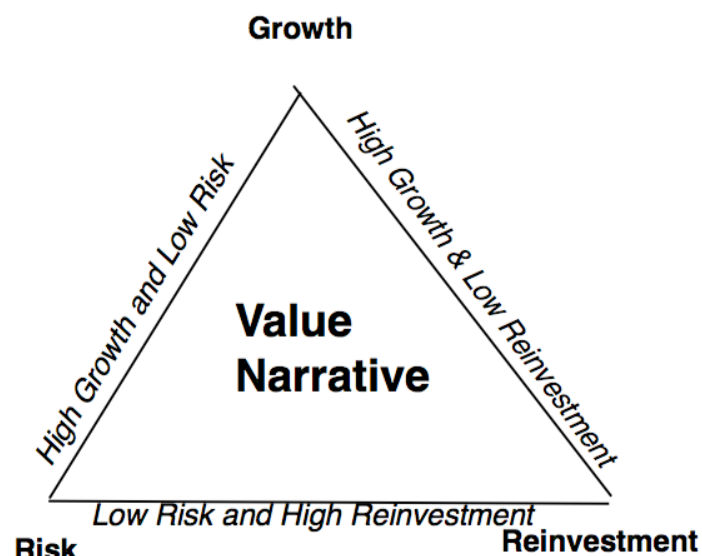 Growth
High Growth and Low Risk
High Growth & Low Reinvestment
Value
Narrative
Low Risk and High Reinvestment
Risk
Reinvestment